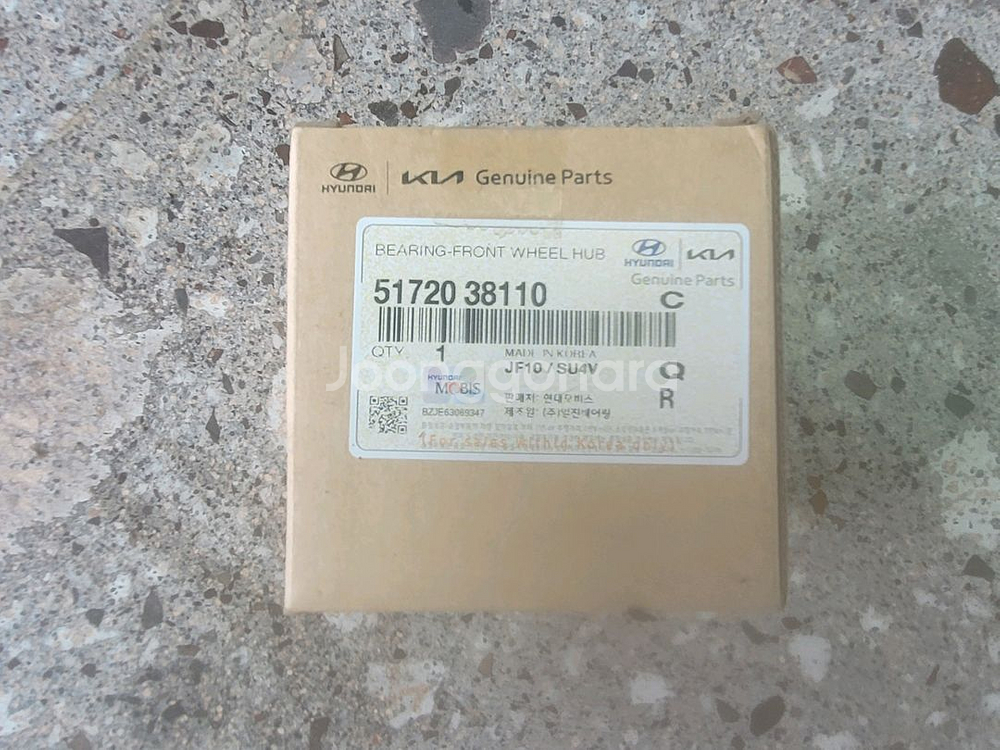 HYUNDAI KIA Genuine Parts
BEARING-FRONT WHEEL HUB
HYUNDAI KIA
Genuine Parts
51720 38110 C
QTY 1 MADE IN KOREA
JF10 / SU4V Q
Joonggonara
HYUNDAI
MOBIS
판매처: 현대모비스 R
BZJE63069347 제조원: (주)일진베어링